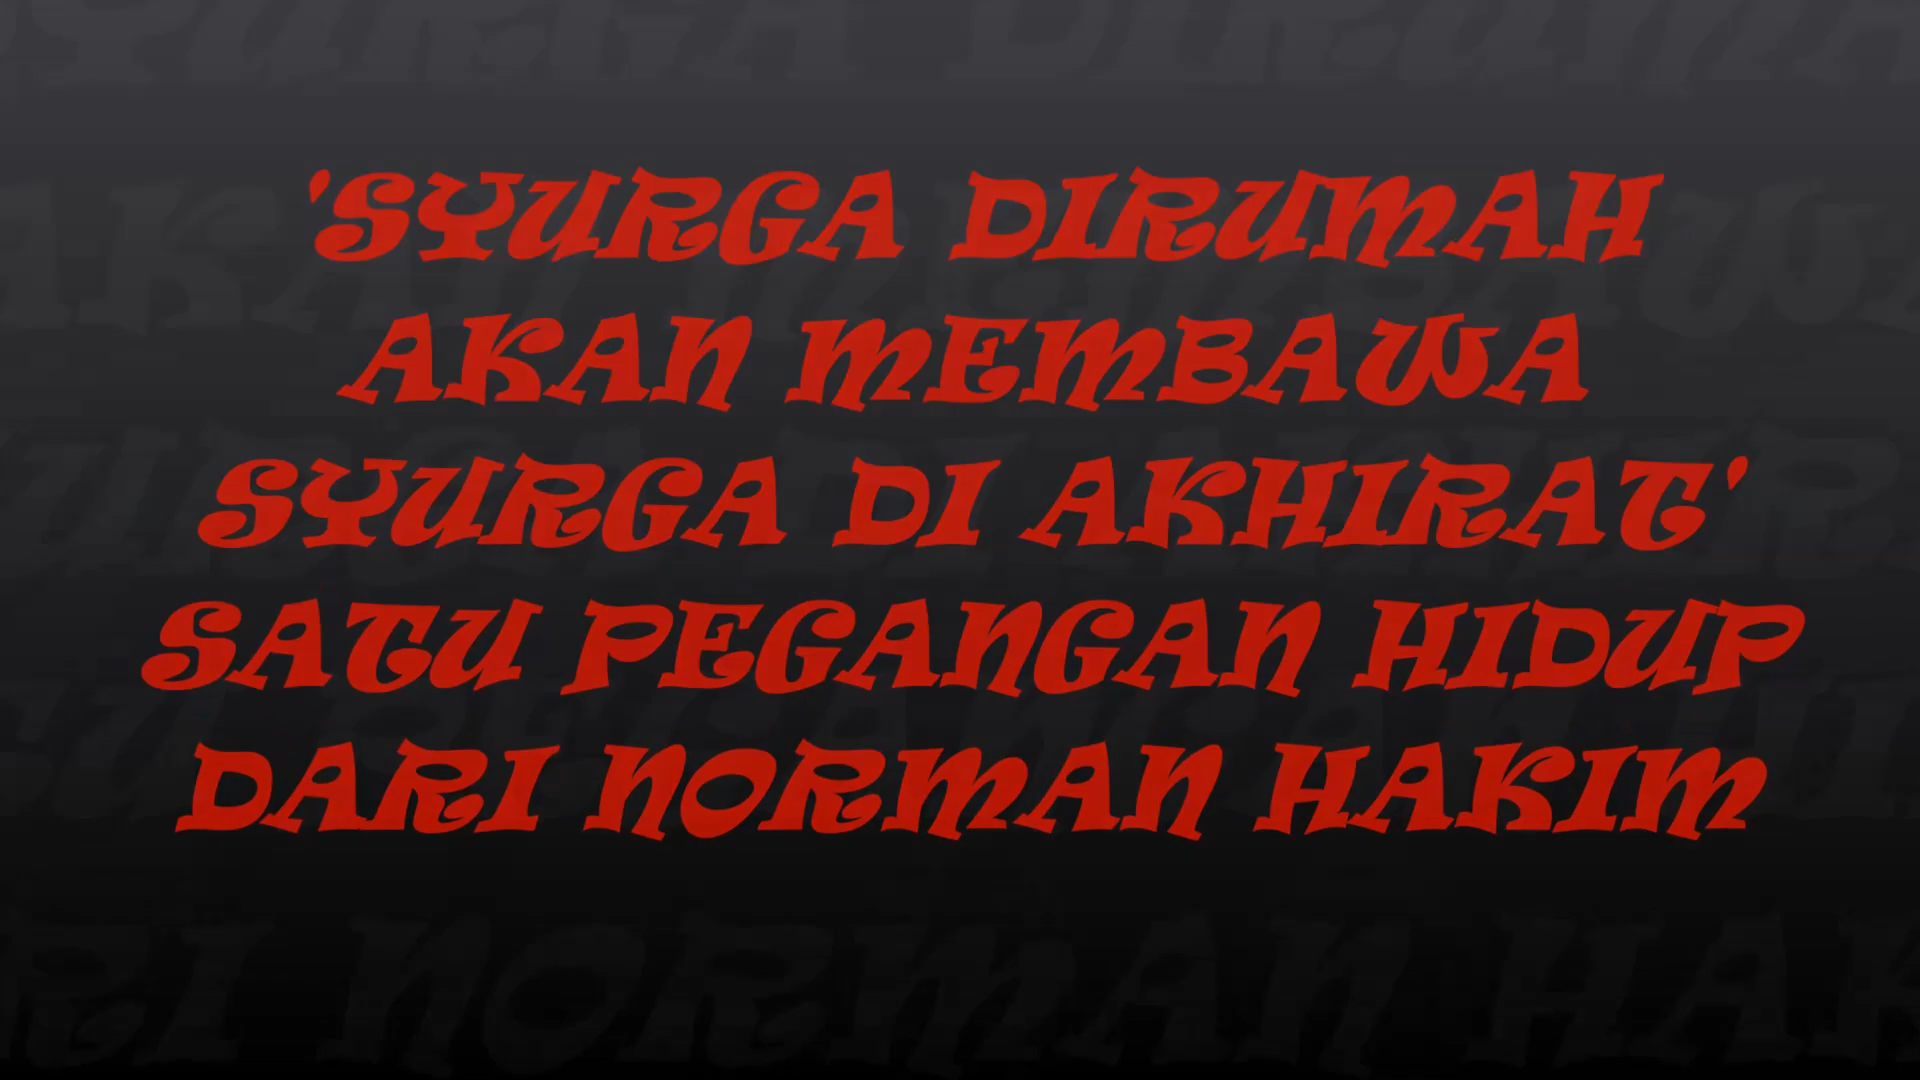 'SYURGA DIRUMAH
AKAN MEMBAWA
SYURGA DI AKHIRAT'
SATU PEGANGAN HIDUP
DARI NORMAN HAKIM